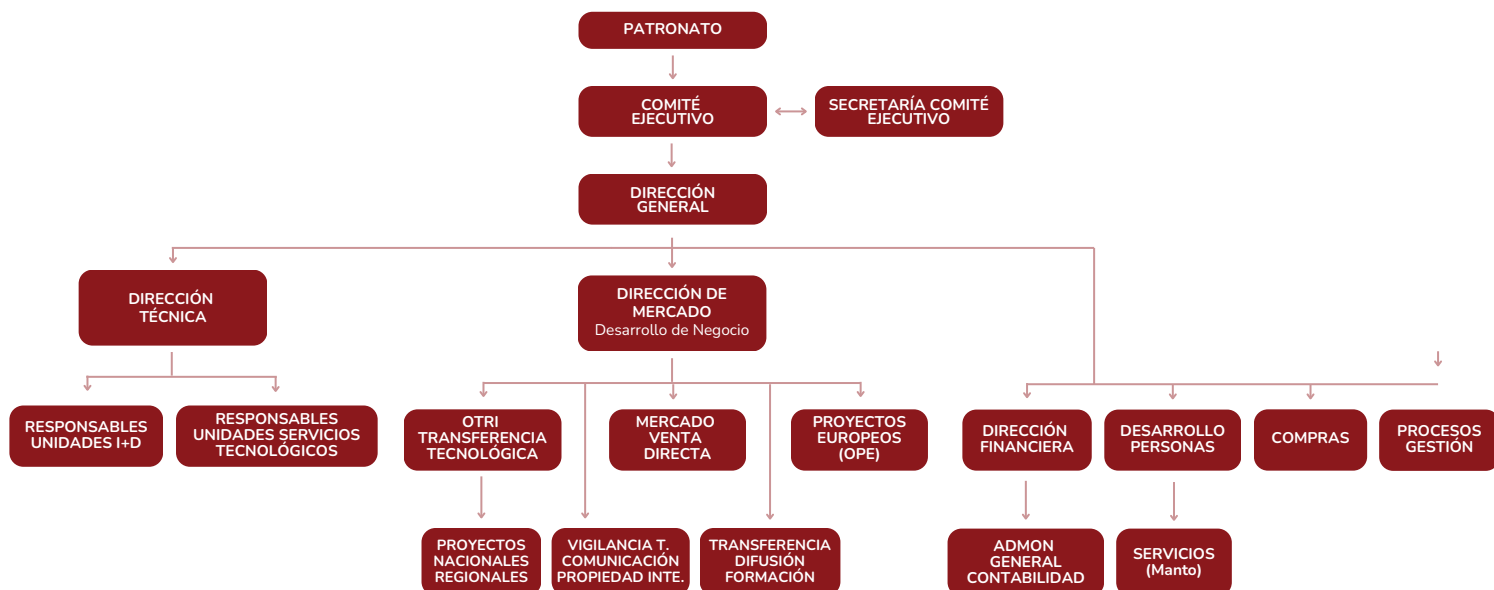 PATRONATO
COMITÉ
EJECUTIVO
SECRETARÍA COMITÉ
EJECUTIVO
DIRECCIÓN
GENERAL
DIRECCIÓN
TÉCNICA
DIRECCIÓN DE
MERCADO
Desarrollo de Negocio
RESPONSABLES
UNIDADES I+D
RESPONSABLES
UNIDADES SERVICIOS
TECNOLÓGICOS
OTRI
TRANSFERENCIA
TECNOLÓGICA
MERCADO
VENTA
DIRECTA
PROYECTOS
EUROPEOS
(OPE)
DIRECCIÓN
FINANCIERA
DESARROLLO
PERSONAS
COMPRAS
PROCESOS
GESTIÓN
PROYECTOS
NACIONALES
REGIONALES
VIGILANCIA T.
COMUNICACIÓN
PROPIEDAD INTE.
TRANSFERENCIA
DIFUSIÓN
FORMACIÓN
ADMON
GENERAL
CONTABILIDAD
SERVICIOS
(Manto)